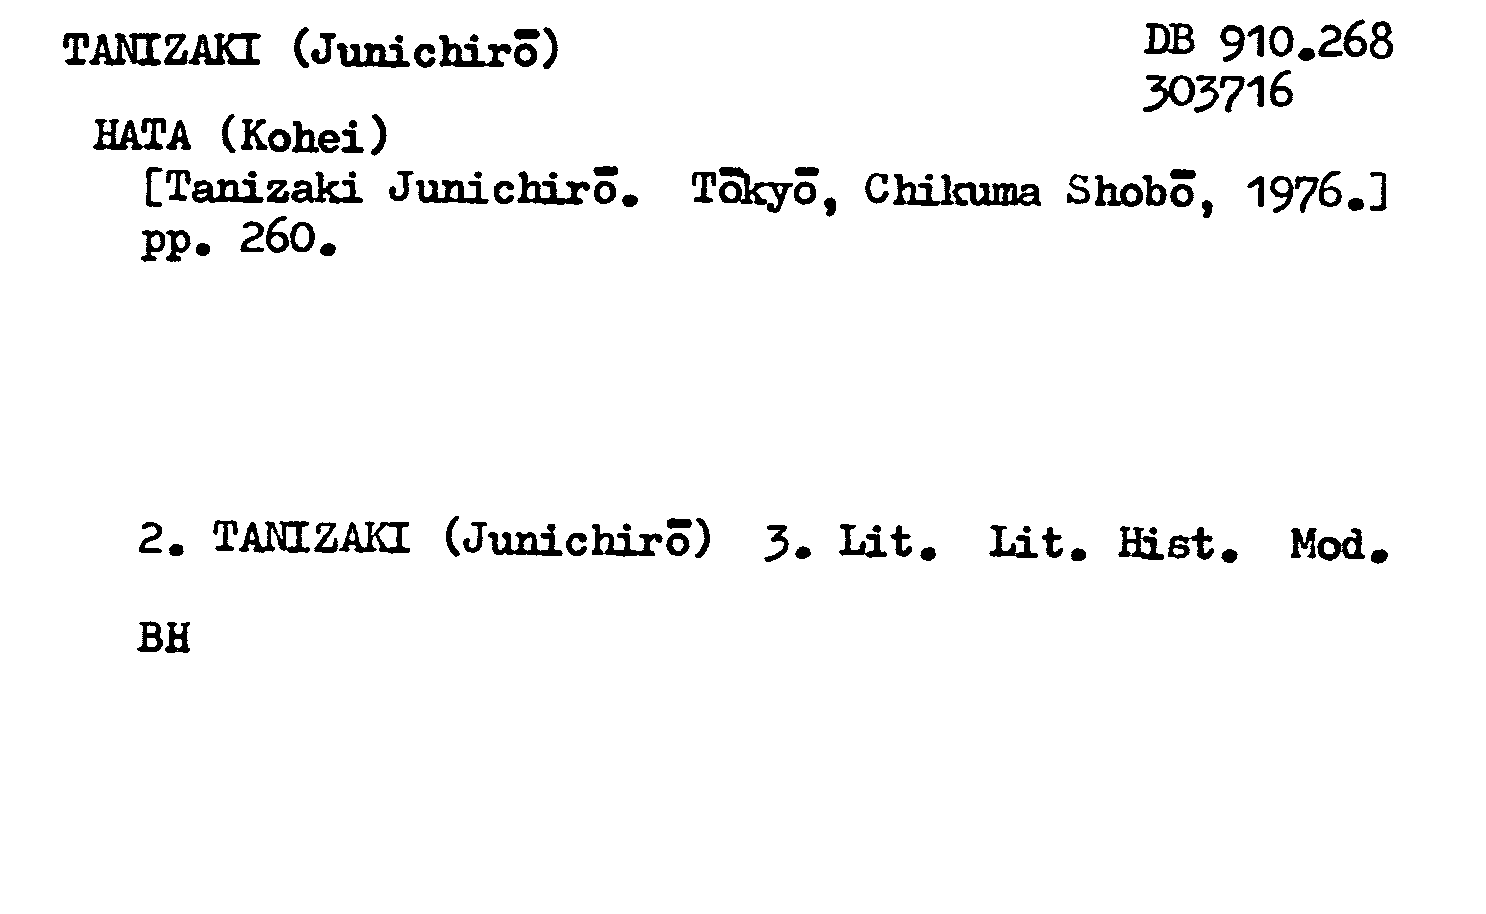 TANIZAKI (Junichirō)
DB 910.268
303716
HATA (Kohei)
[Tanizaki Junichirō. Tōkyō, Chikuma Shobō, 1976.]
pp. 260.
2. TANIZAKI (Junichirō) 3. Lit. Lit. Hist. Mod.
BH